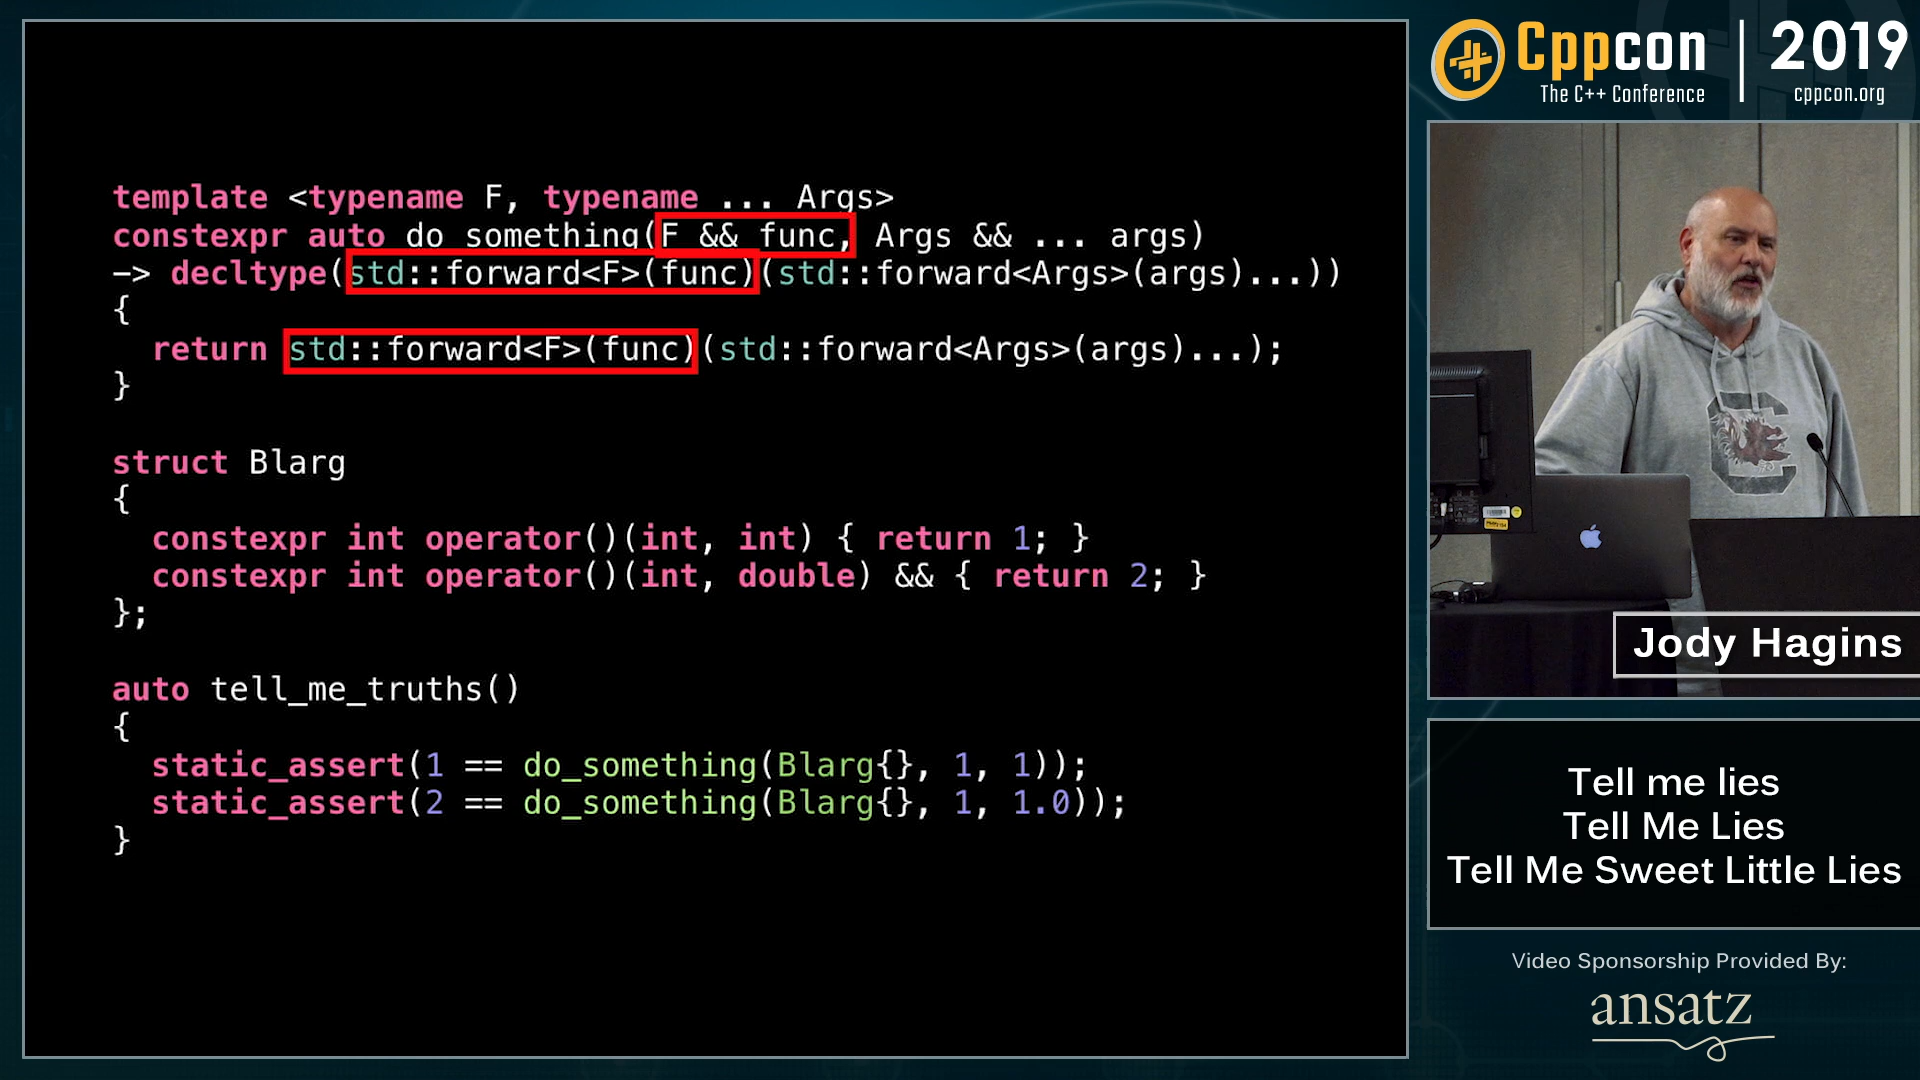 template <typename F, typename ... Args>
constexpr auto do_something(F && func, Args && ... args)
-> decltype(std::forward<F>(func)(std::forward<Args>(args)...))
{
  return std::forward<F>(func)(std::forward<Args>(args)...);
}
struct Blarg
{
  constexpr int operator()(int, int) { return 1; }
  constexpr int operator()(int, double) && { return 2; }
};
auto tell_me_truths()
{
  static_assert(1 == do_something(Blarg{}, 1, 1));
  static_assert(2 == do_something(Blarg{}, 1, 1.0));
}
Cppcon | 2019
The C++ Conference
cppcon.org
C
Jody Hagins
Tell me lies
Tell Me Lies
Tell Me Sweet Little Lies
Video Sponsorship Provided By:
ansatz